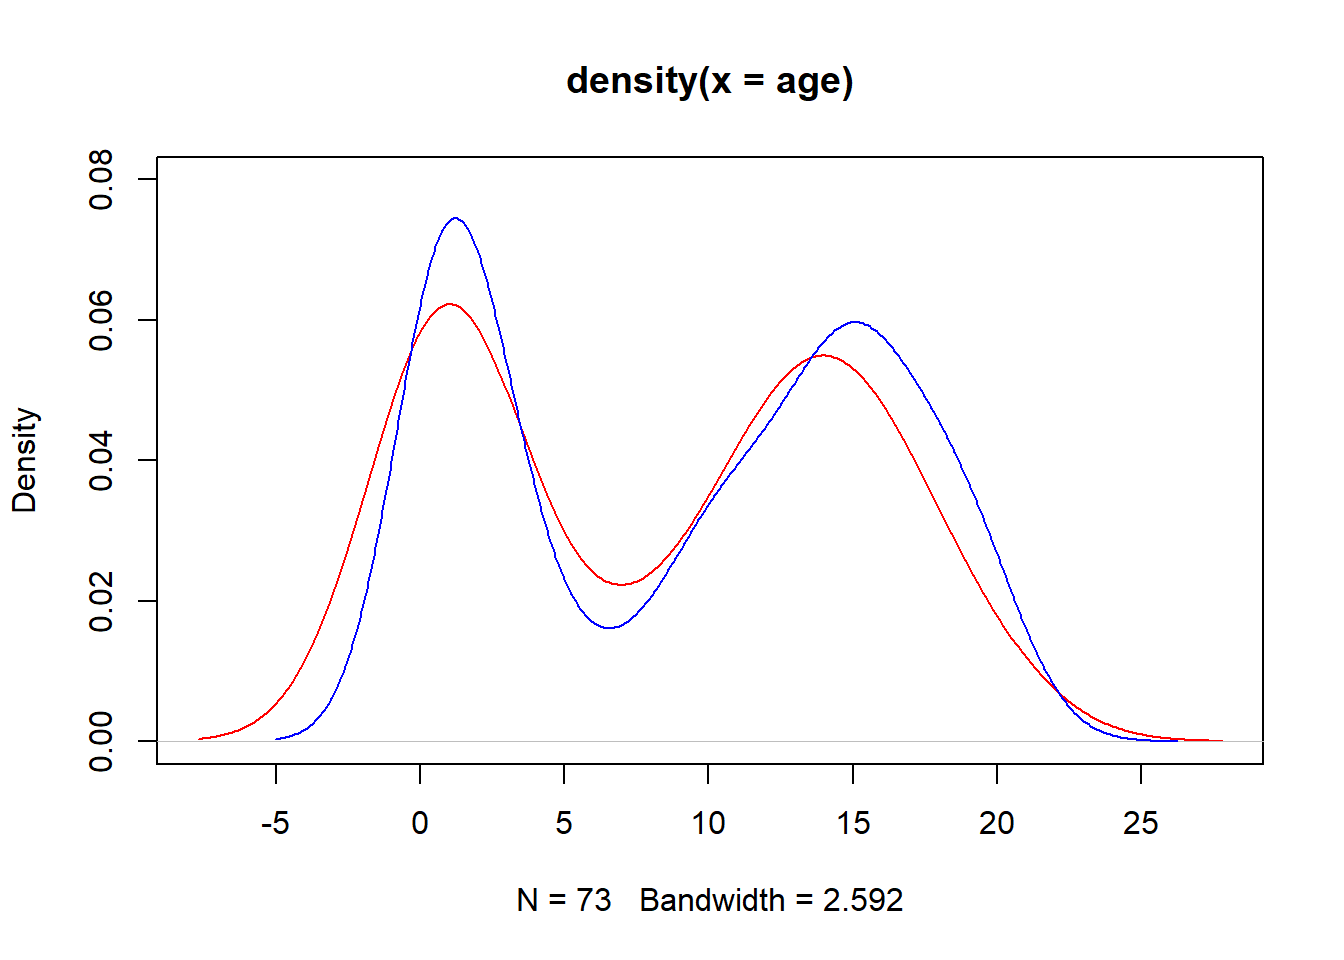 density(x = age)
Density
0.08
0.06
0.04
0.02
0.00
-5 0 5 10 15 20 25
N = 73 Bandwidth = 2.592